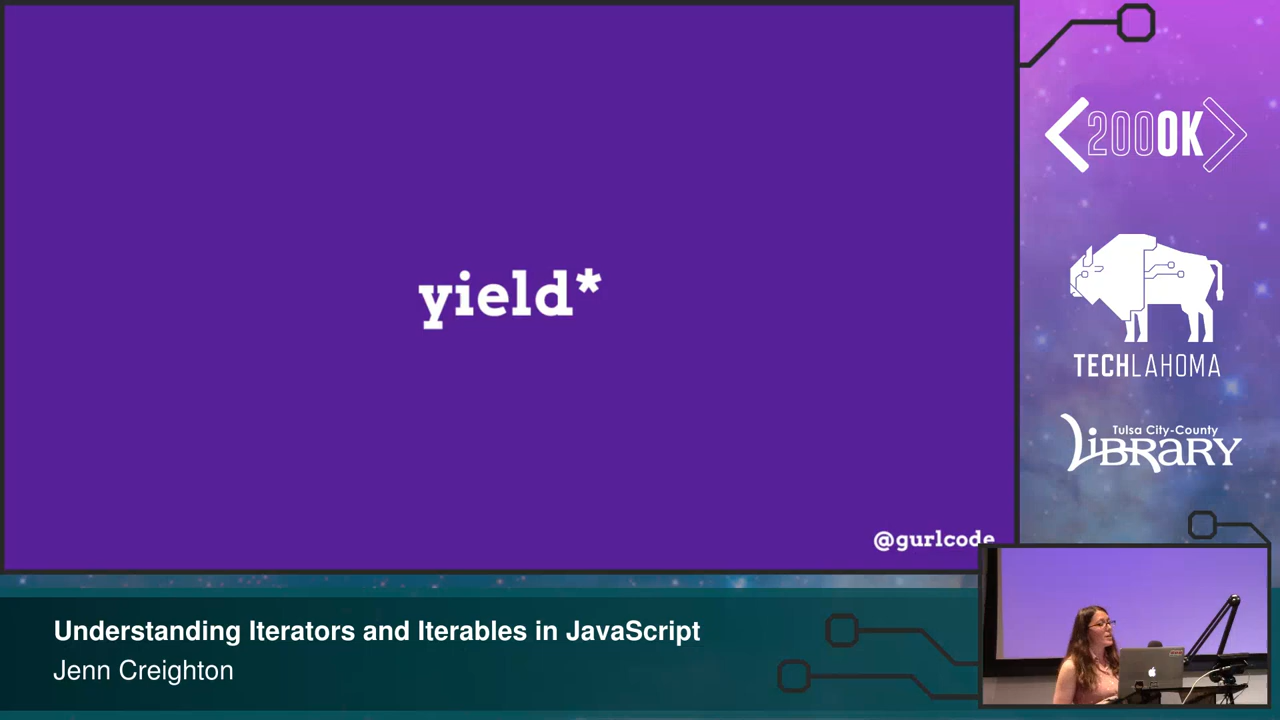 yield*
@gurlcode
<200OK>
TECHLAHOMA
Tulsa City-County
LIBRARY
Understanding Iterators and Iterables in JavaScript
Jenn Creighton